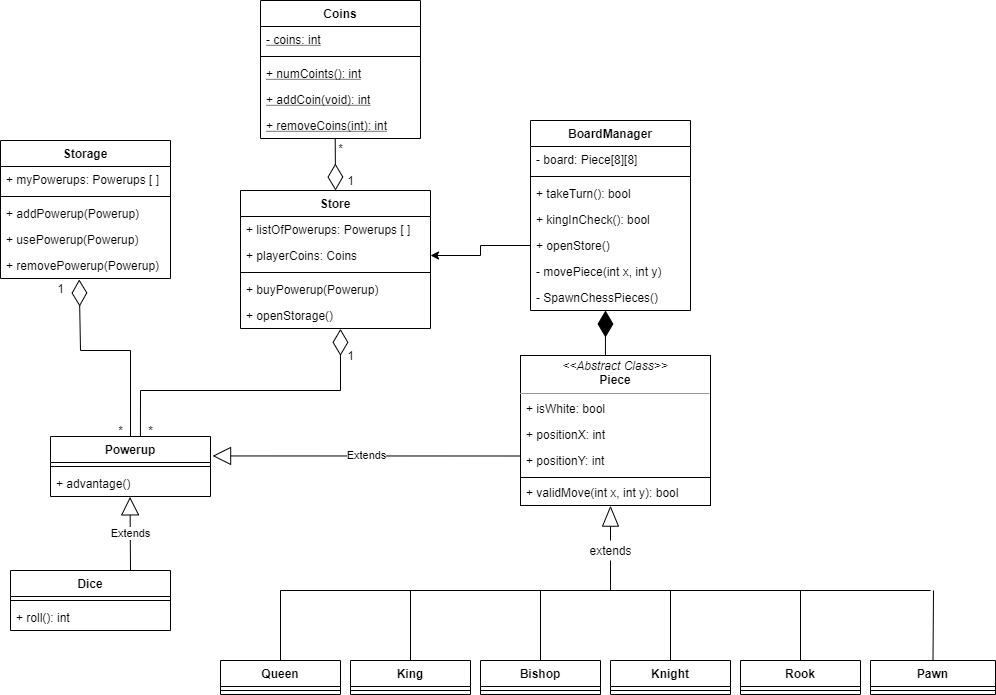 Coins
- coins: int
+ numCoints(): int
+ addCoin(void): int
+ removeCoins(int): int
*
1
Storage
+ myPowerups: Powerups [ ]
+ addPowerup(Powerup)
+ usePowerup(Powerup)
+ removePowerup(Powerup)
1
Store
+ listOfPowerups: Powerups [ ]
+ playerCoins: Coins
+ buyPowerup(Powerup)
+ openStorage()
1
BoardManager
- board: Piece[8][8]
+ takeTurn(): bool
+ kingInCheck(): bool
+ openStore()
- movePiece(int x, int y)
- SpawnChessPieces()
<<Abstract Class>>
Piece
+ isWhite: bool
+ positionX: int
+ positionY: int
+ validMove(int x, int y): bool
* *
Powerup
+ advantage()
Extends
Extends
Dice
+ roll(): int
extends
Queen
King
Bishop
Knight
Rook
Pawn